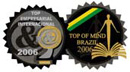 TOP
EMPRESARIAL
INTERNACIONAL
2006
TOP OF MIND
BRAZIL
2006